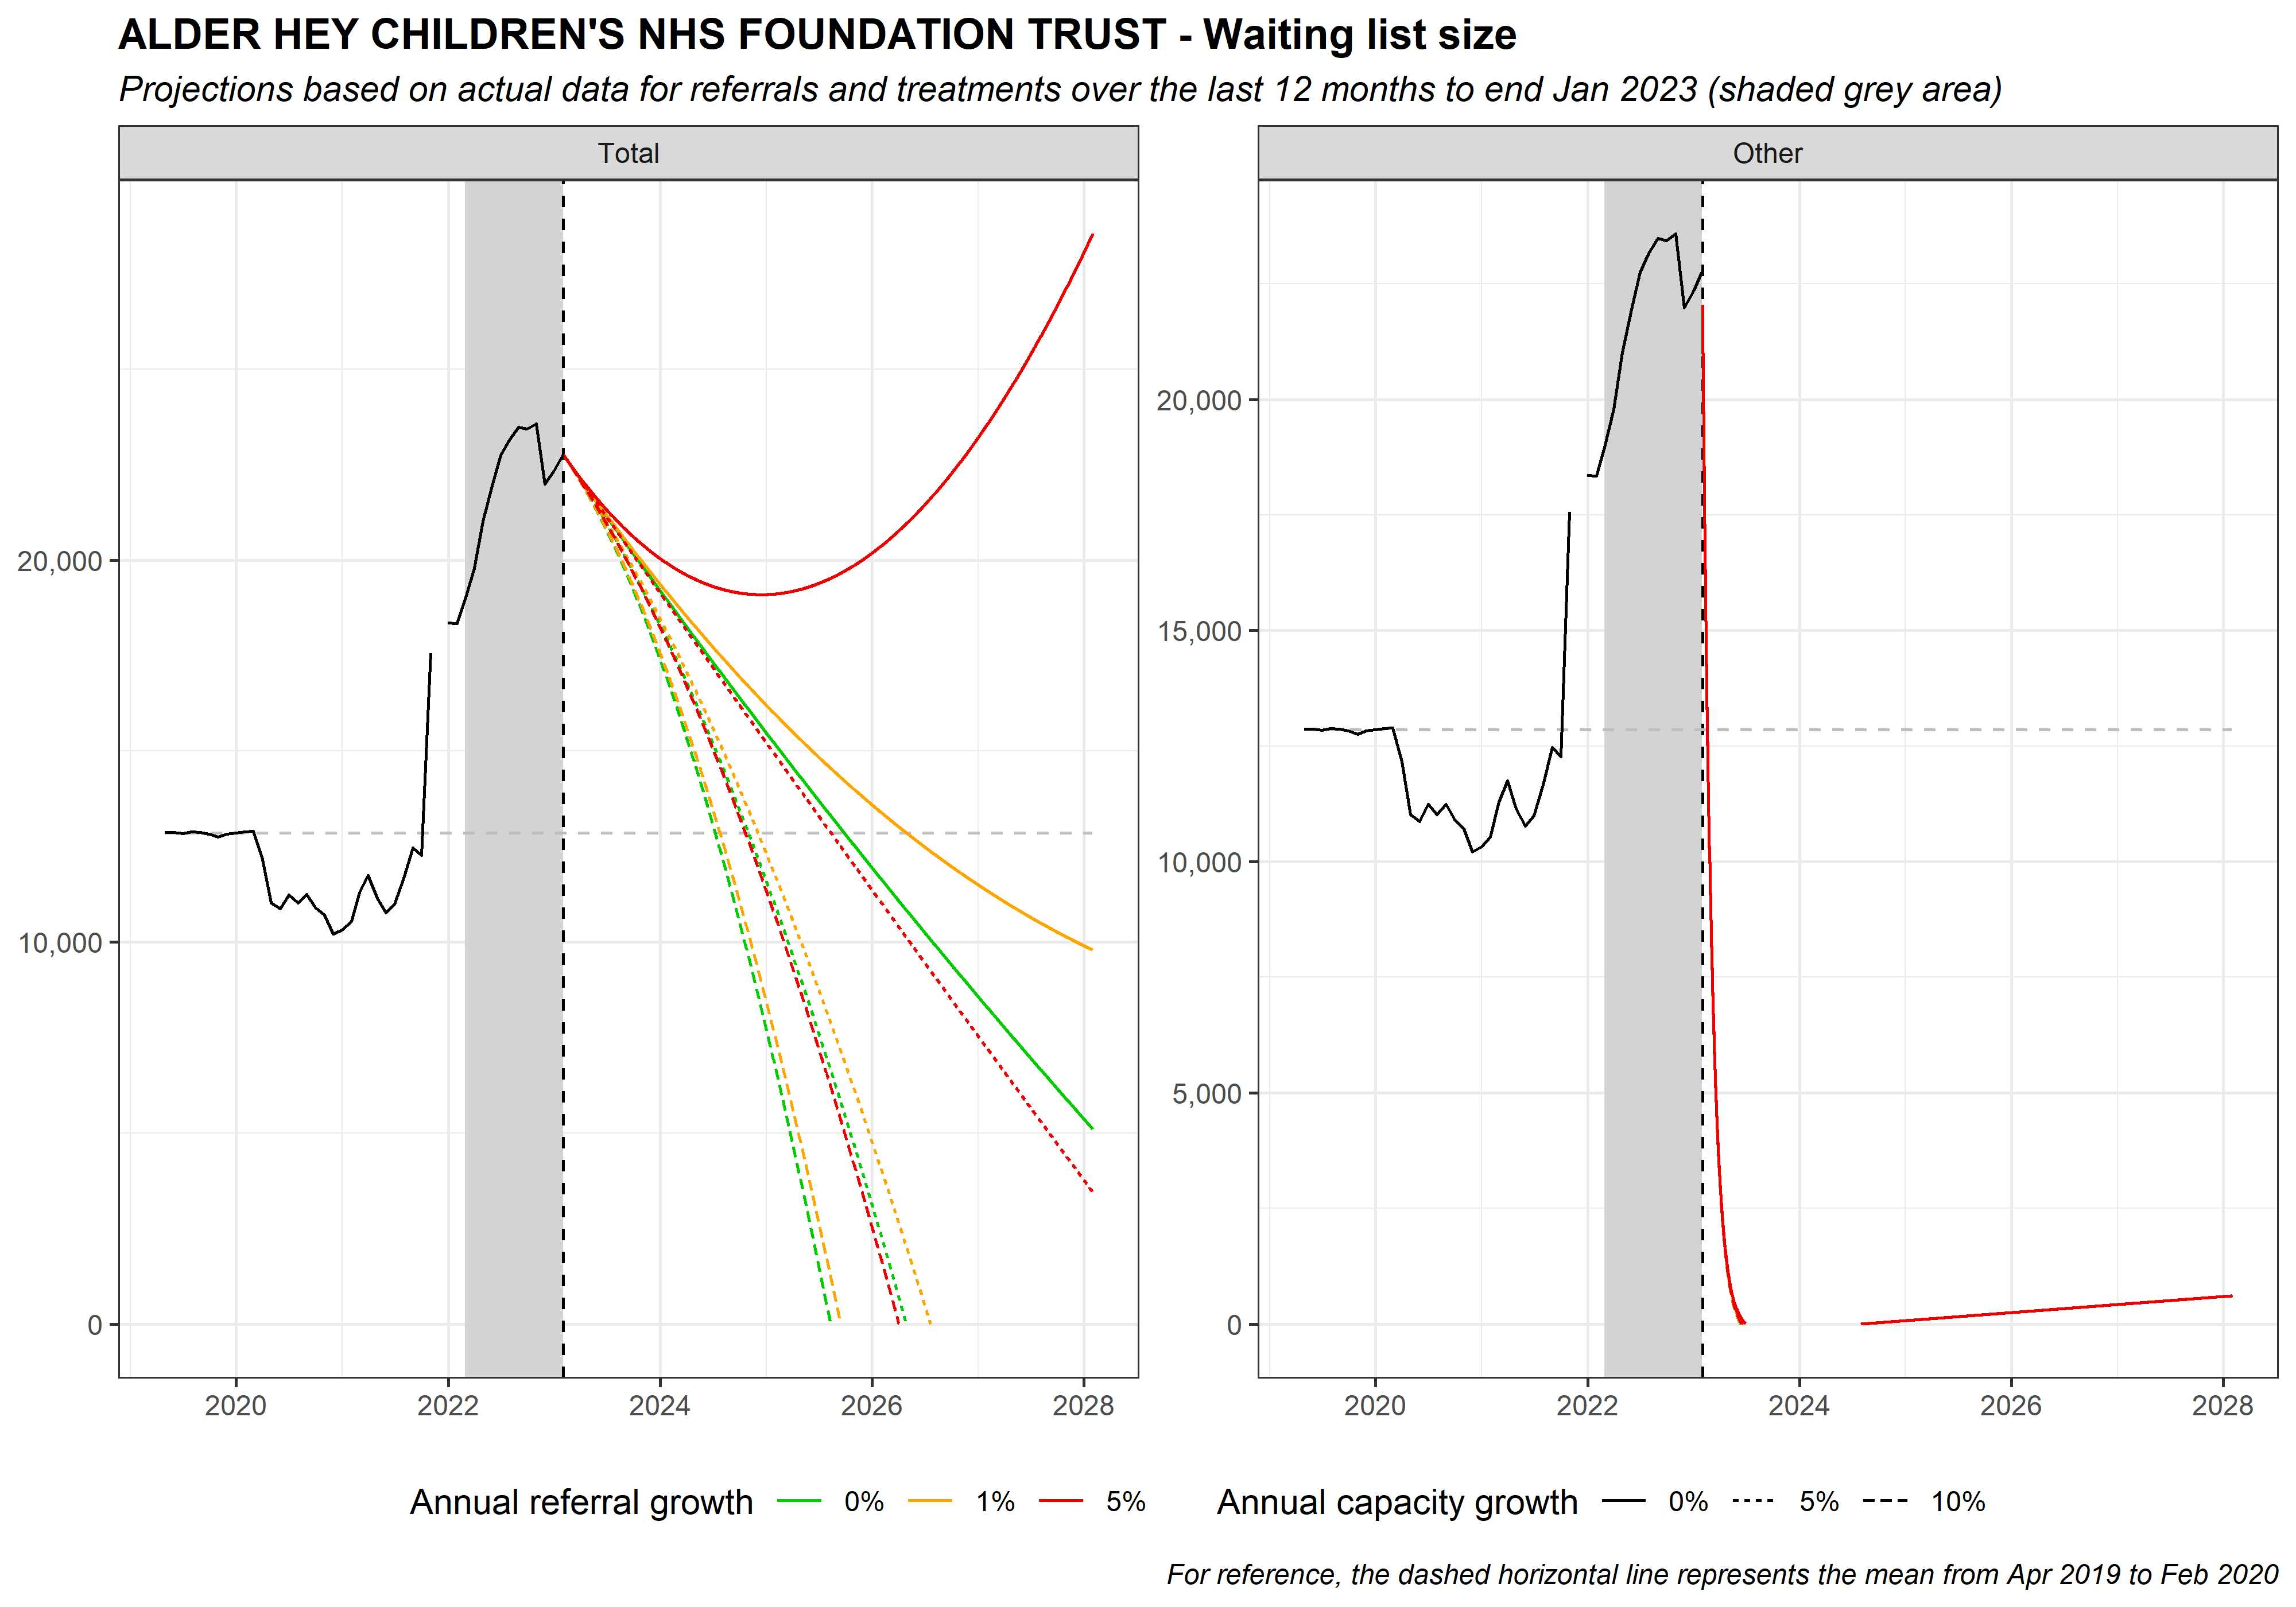 ALDER HEY CHILDREN'S NHS FOUNDATION TRUST - Waiting list size
Projections based on actual data for referrals and treatments over the last 12 months to end Jan 2023 (shaded grey area)
Total
20,000
10,000
0
2020 2022 2024 2026 2028
Other
20,000
15,000
10,000
5,000
0
2020 2022 2024 2026 2028
Annual referral growth 0% 1% 5%
Annual capacity growth 0% 5% 10%
For reference, the dashed horizontal line represents the mean from Apr 2019 to Feb 2020